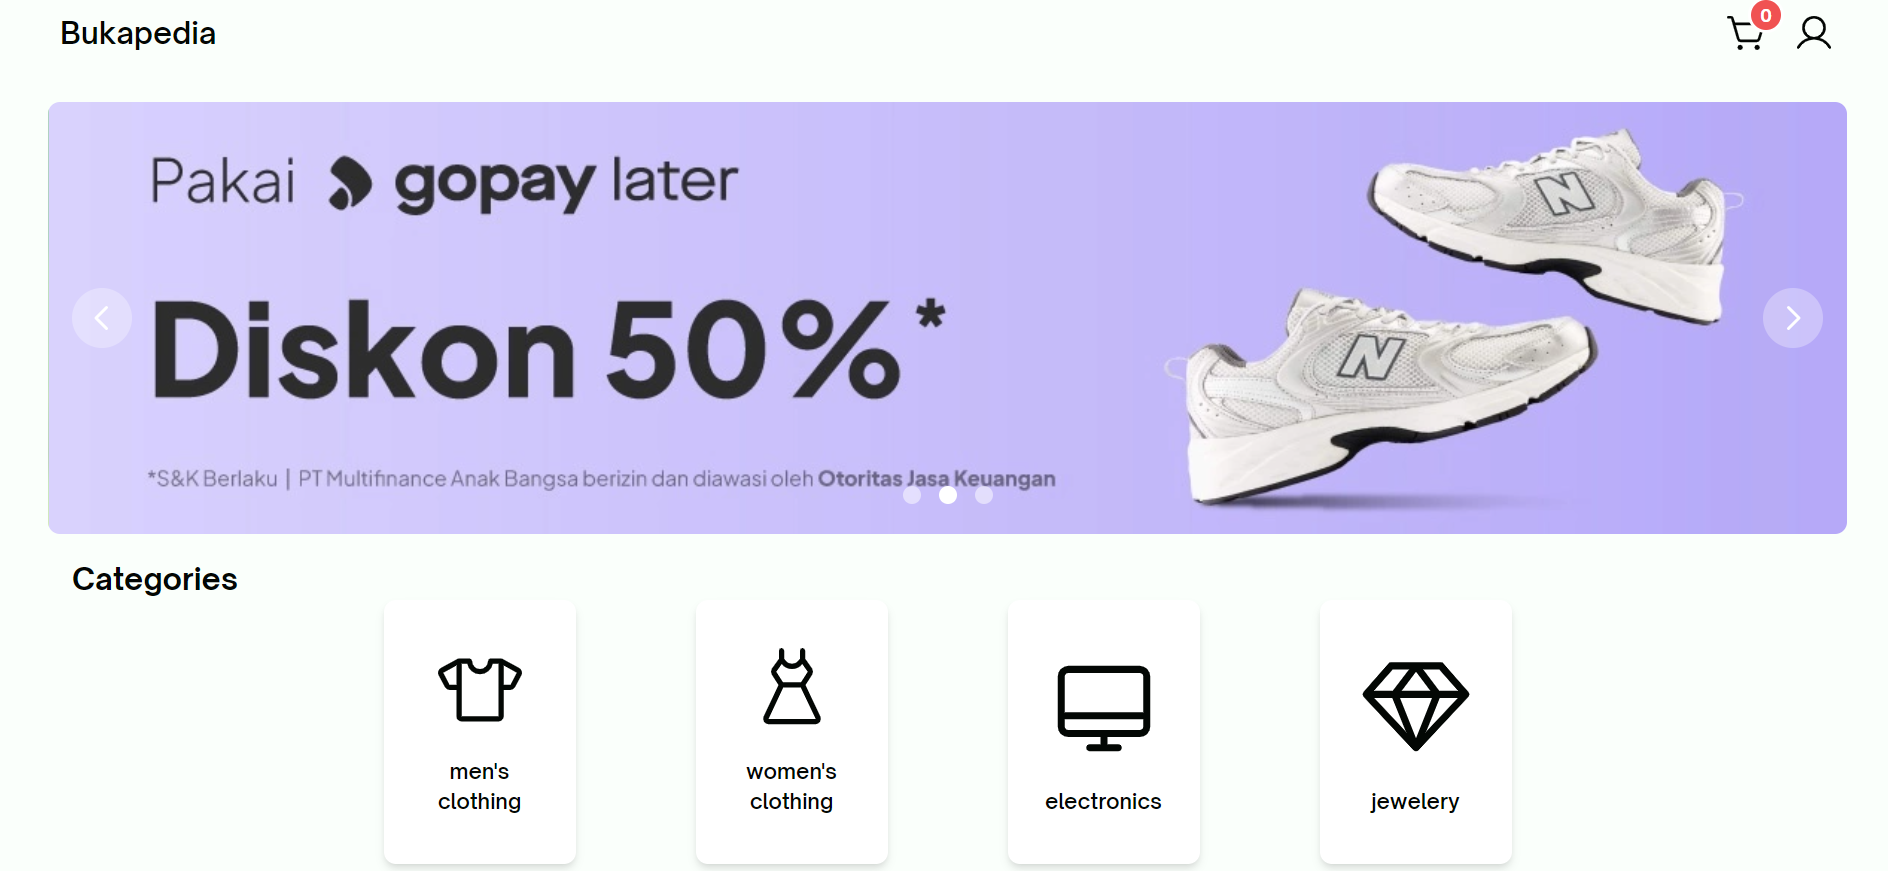 Bukapedia
0
Pakai gopay later
Diskon 50%*
*S&K Berlaku | PT Multifinance Anak Bangsa berizin dan diawasi oleh Otoritas Jasa Keuangan
N
N
Categories
men's
clothing
women's
clothing
electronics
jewelery